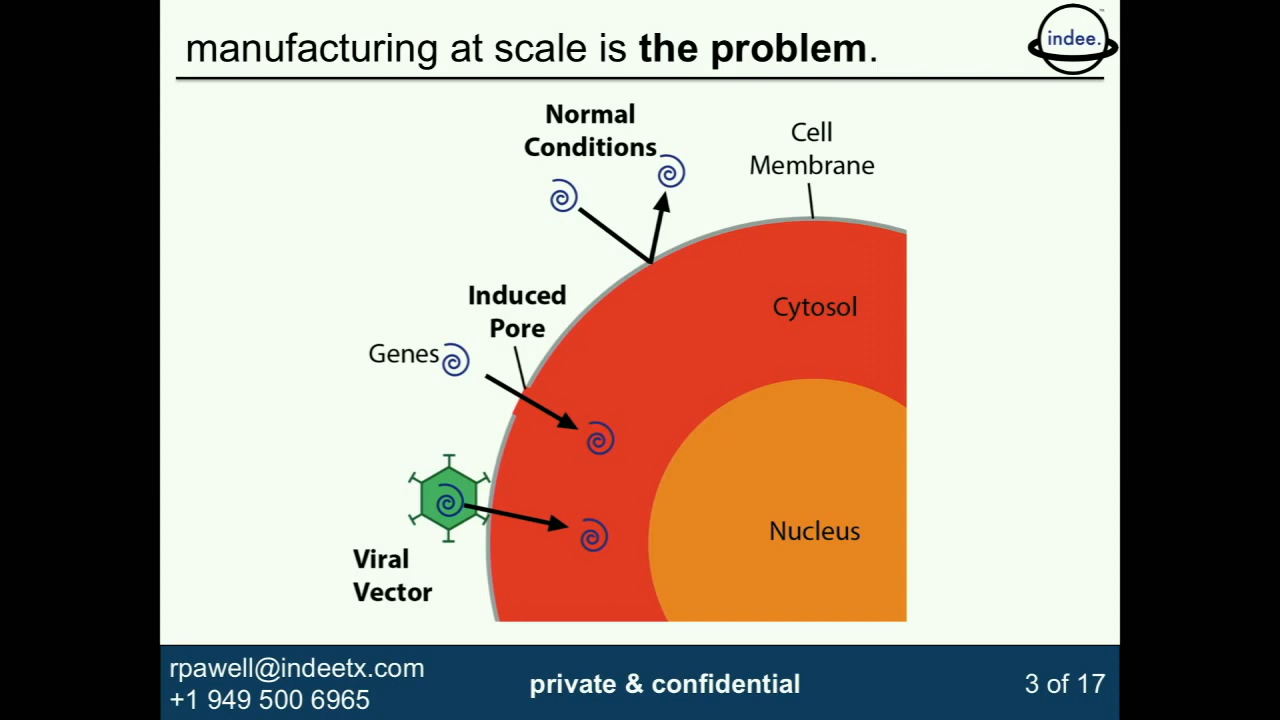 manufacturing at scale is the problem.
indee.
Normal
Conditions
Cell
Membrane
Induced
Pore
Cytosol
Genes
Nucleus
Viral
Vector
rpawell@indeetx.com
+1 949 500 6965
private & confidential
3 of 17